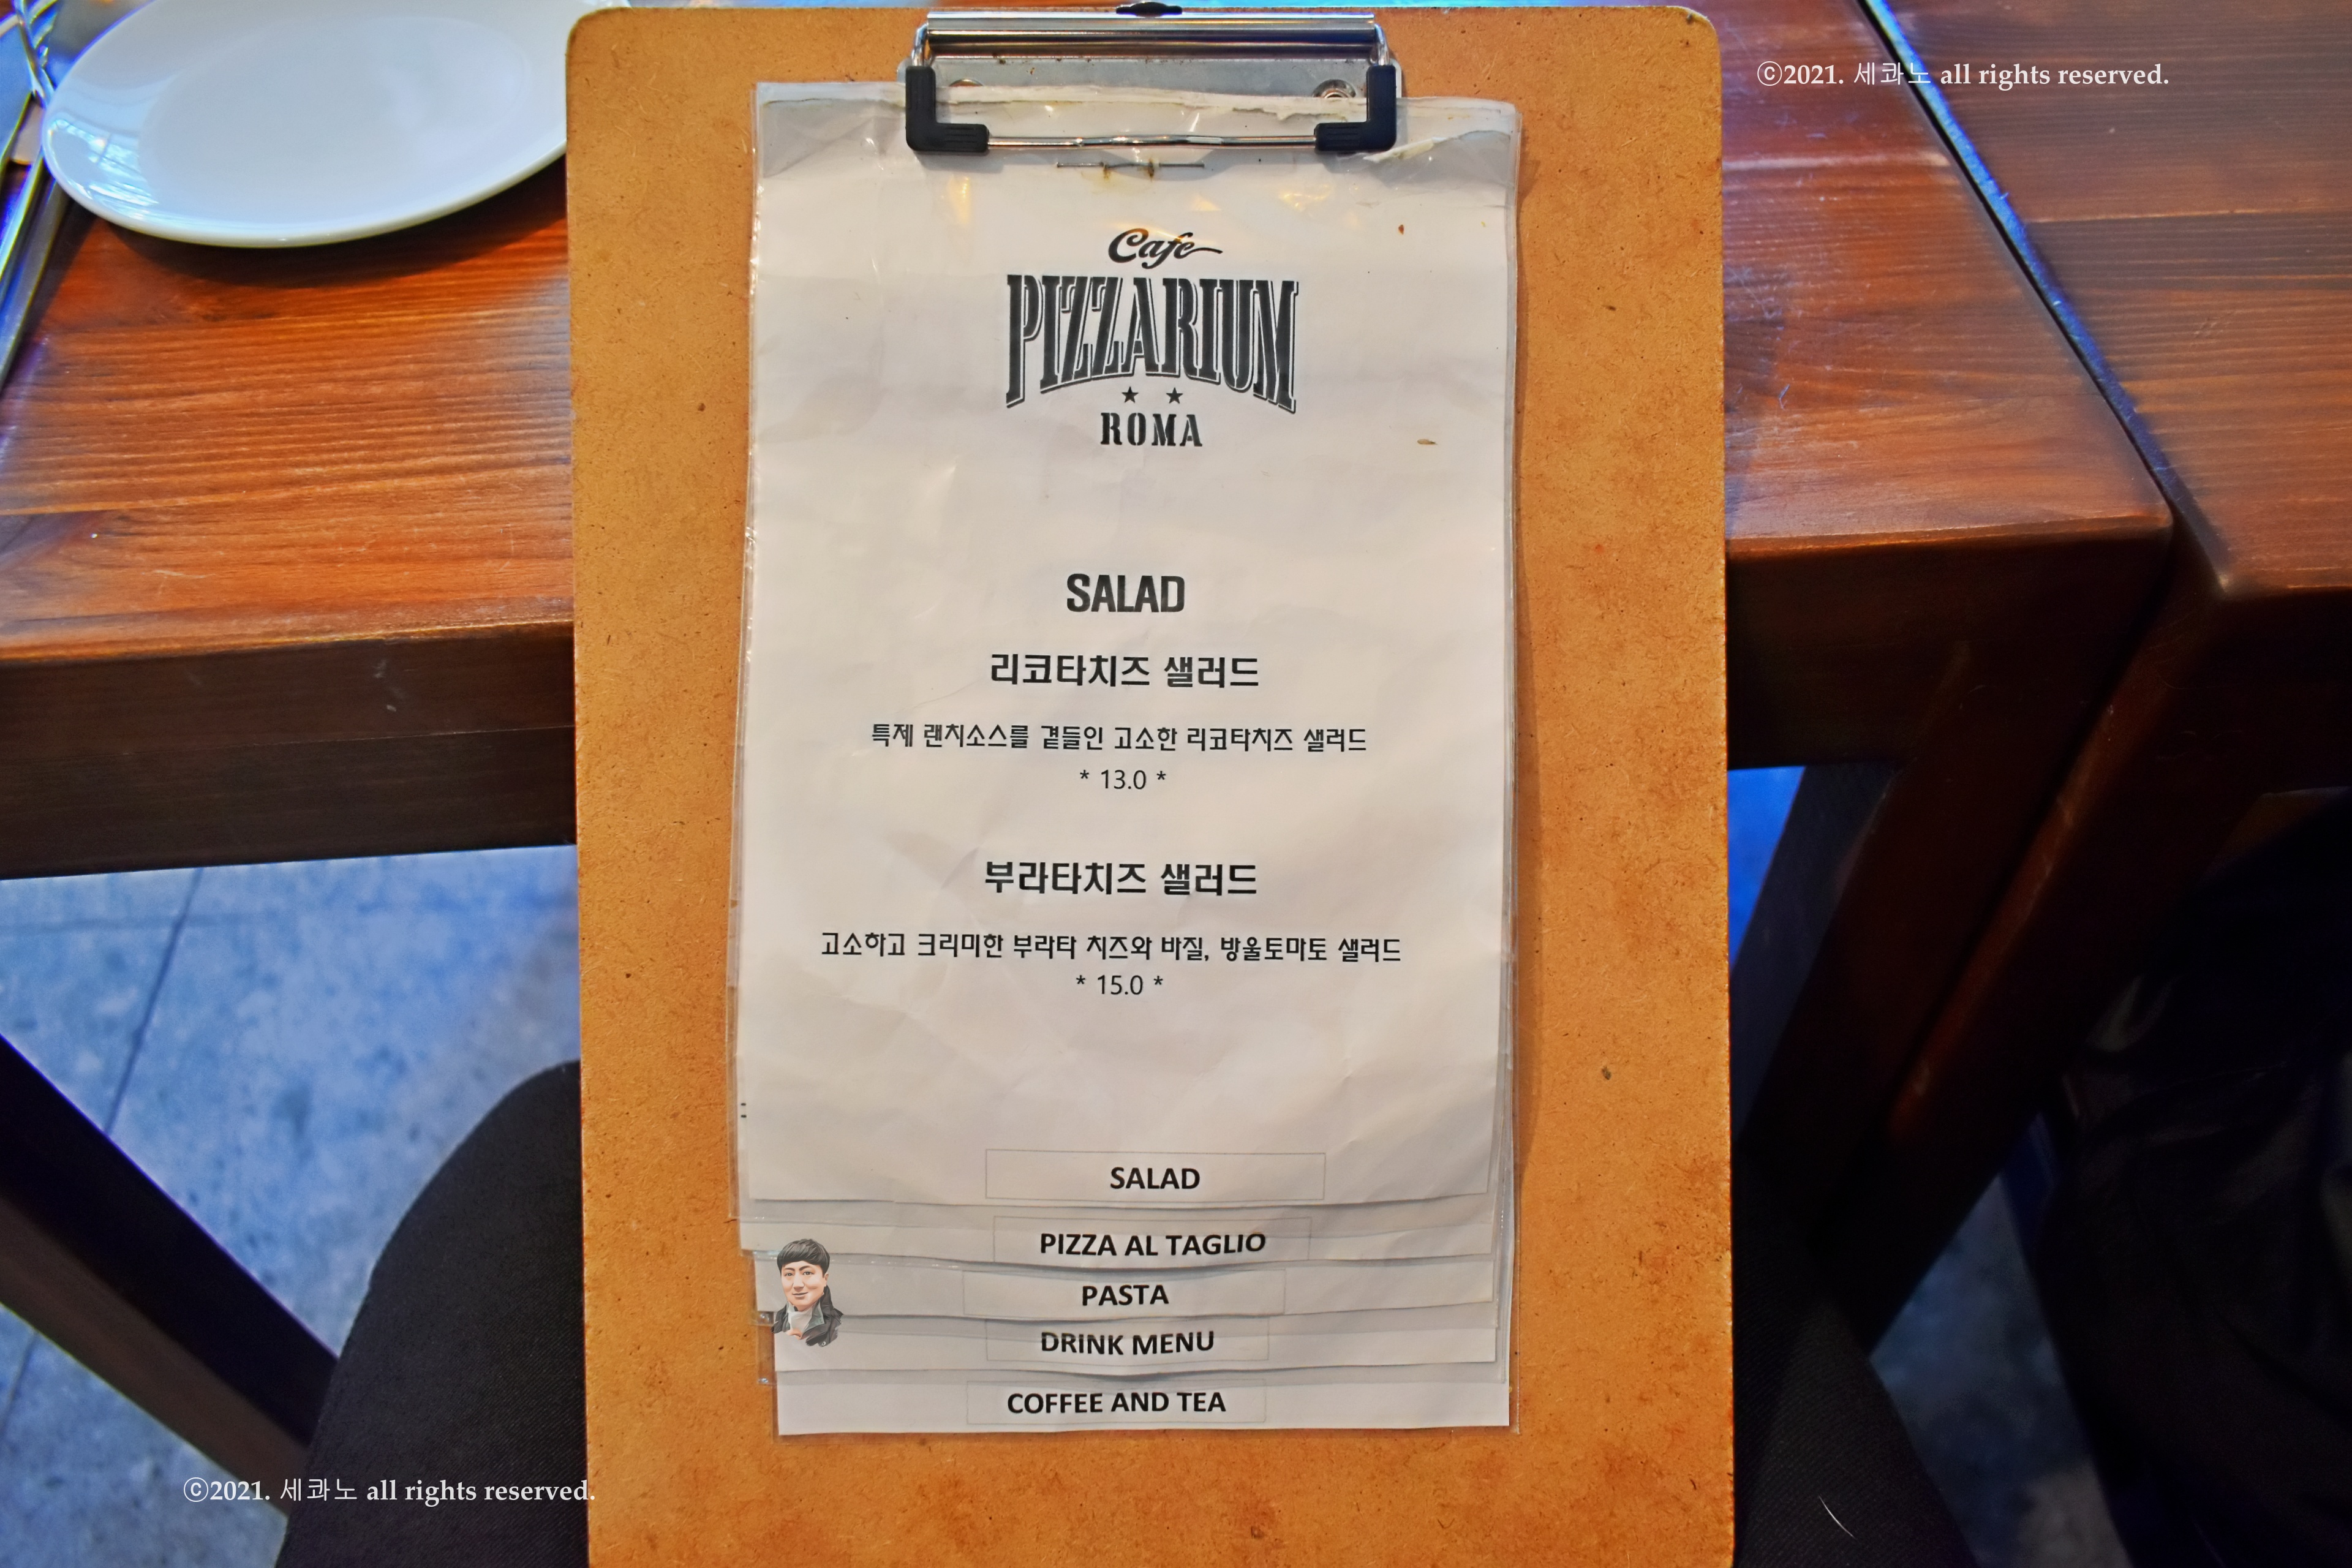 ©2021. 세콰노 all rights reserved.
Cafe
PIZZARIUM
ROMA
SALAD
리코타치즈 샐러드
특제 랜치소스를 곁들인 고소한 리코타치즈 샐러드
* 13.0 *
부라타치즈 샐러드
고소하고 크리미한 부라타 치즈와 바질, 방울토마토 샐러드
* 15.0 *
SALAD
PIZZA AL TAGLIO
PASTA
DRINK MENU
COFFEE AND TEA
©2021. 세콰노 all rights reserved.